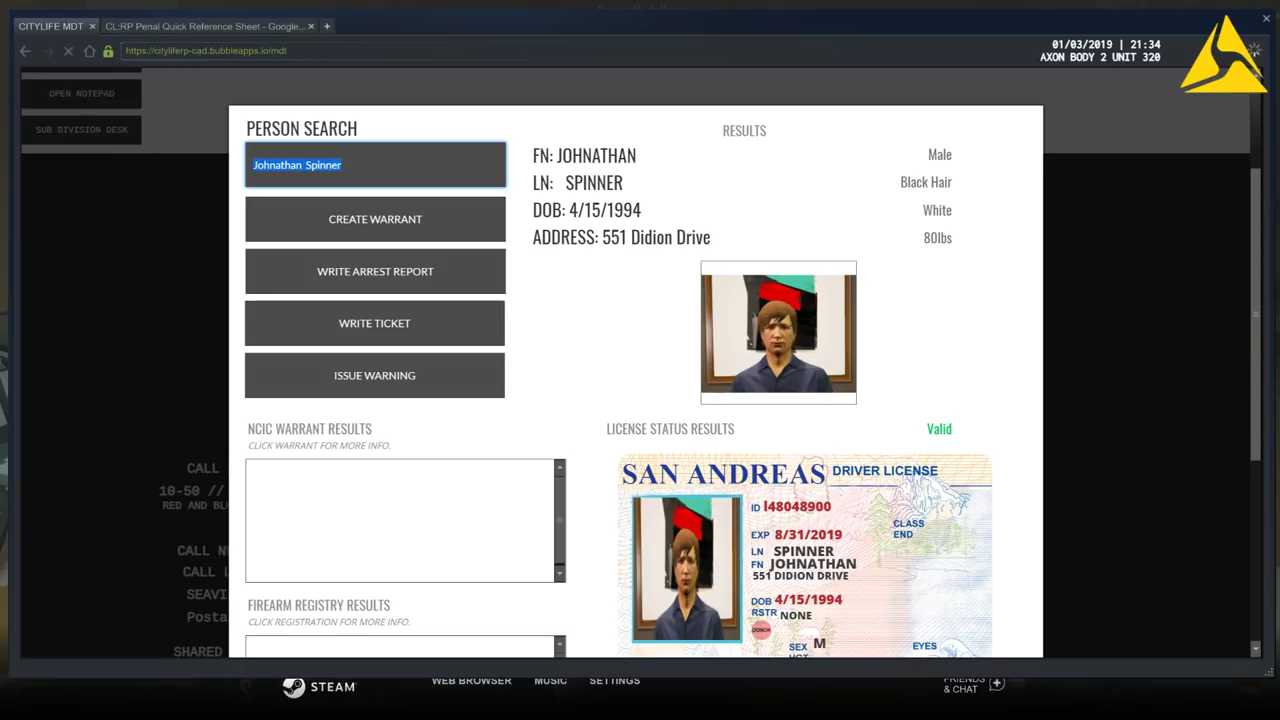 CITYLIFE MDT
CL:RP Penal Quick Reference Sheet - Google...
https://cityliferp-cad.bubbleapps.io/mdt
01/03/2019 | 21:34
AXON BODY 2 UNIT 320
OPEN NOTEPAD
SUB DIVISION DESK
PERSON SEARCH
Johnathan Spinner
CREATE WARRANT
WRITE ARREST REPORT
WRITE TICKET
ISSUE WARNING
RESULTS
FN: JOHNATHAN
Male
LN: SPINNER
Black Hair
DOB: 4/15/1994
White
ADDRESS: 551 Didion Drive
80lbs
NCIC WARRANT RESULTS
CLICK WARRANT FOR MORE INFO.
LICENSE STATUS RESULTS
Valid
SAN ANDREAS DRIVER LICENSE
ID I48048900
EXP 8/31/2019
CLASS
END
LN SPINNER
FN JOHNATHAN
551 DIDION DRIVE
DOB 4/15/1994
RSTR NONE
DONOR
SEX M
EYES
HGT
FIREARM REGISTRY RESULTS
CLICK REGISTRATION FOR MORE INFO.
CALL
10-50 //
RED AND BL
CALL N
CALL L
SEAVI
Posta
SHARED
STEAM
WEB BROWSER
MUSIC
SETTINGS
FRIENDS
& CHAT